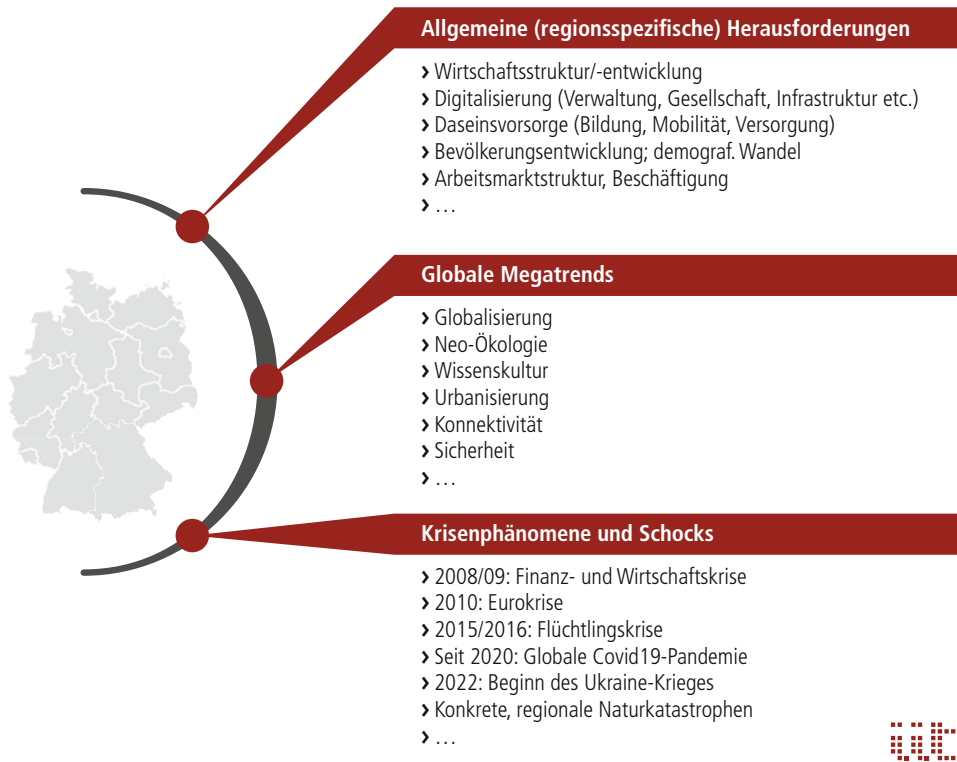 Allgemeine (regionsspezifische) Herausforderungen
› Wirtschaftsstruktur/-entwicklung
› Digitalisierung (Verwaltung, Gesellschaft, Infrastruktur etc.)
› Daseinsvorsorge (Bildung, Mobilität, Versorgung)
› Bevölkerungsentwicklung; demograf. Wandel
› Arbeitsmarktstruktur, Beschäftigung
› …
Globale Megatrends
› Globalisierung
› Neo-Ökologie
› Wissenskultur
› Urbanisierung
› Konnektivität
› Sicherheit
› …
Krisenphänomene und Schocks
› 2008/09: Finanz- und Wirtschaftskrise
› 2010: Eurokrise
› 2015/2016: Flüchtlingskrise
› Seit 2020: Globale Covid19-Pandemie
› 2022: Beginn des Ukraine-Krieges
› Konkrete, regionale Naturkatastrophen
› …